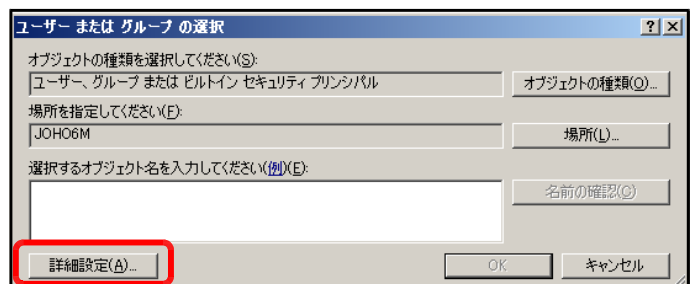 ユーザー または グループ の選択
オブジェクトの種類を選択してください(S):
ユーザー、グループ または ビルトイン セキュリティ プリンシパル
オブジェクトの種類(O)...
場所を指定してください(F):
JOHO6M
場所(L)...
選択するオブジェクト名を入力してください(例)(E):
名前の確認(C)
詳細設定(A)...
OK
キャンセル